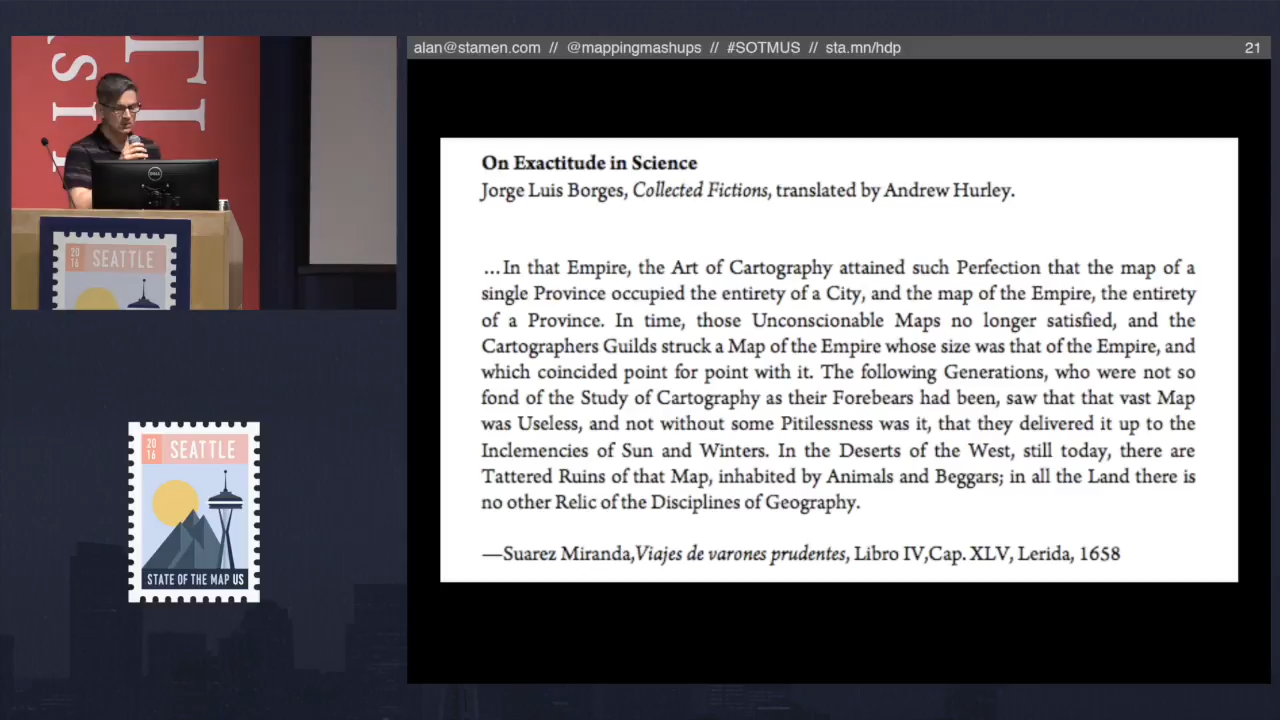 alan@stamen.com // @mappingmashups // #SOTMUS // sta.mn/hdp
21
On Exactitude in Science
Jorge Luis Borges, Collected Fictions, translated by Andrew Hurley.
…In that Empire, the Art of Cartography attained such Perfection that the map of a
single Province occupied the entirety of a City, and the map of the Empire, the entirety
of a Province. In time, those Unconscionable Maps no longer satisfied, and the
Cartographers Guilds struck a Map of the Empire whose size was that of the Empire, and
which coincided point for point with it. The following Generations, who were not so
fond of the Study of Cartography as their Forebears had been, saw that that vast Map
was Useless, and not without some Pitilessness was it, that they delivered it up to the
Inclemencies of Sun and Winters. In the Deserts of the West, still today, there are
Tattered Ruins of that Map, inhabited by Animals and Beggars; in all the Land there is
no other Relic of the Disciplines of Geography.
—Suarez Miranda,Viajes de varones prudentes, Libro IV,Cap. XLV, Lerida, 1658
DELL
20
16
SEATTLE
20
16
SEATTLE
STATE OF THE MAP US